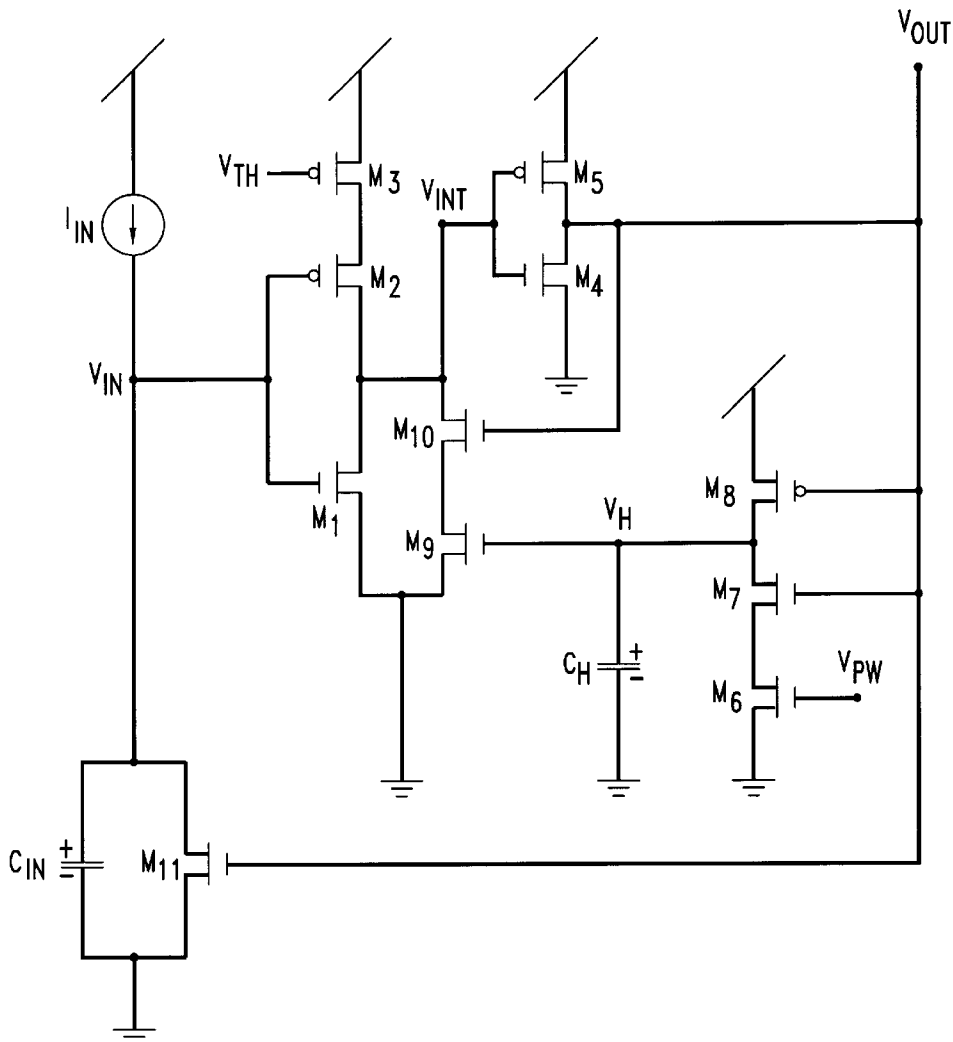 V_OUT
V_TH
M_3
V_INT
M_5
I_IN
M_2
M_4
V_IN
M_10
M_1
M_8
V_H
M_9
M_7
C_H
+
-
V_PW
M_6
C_IN
+
-
M_11